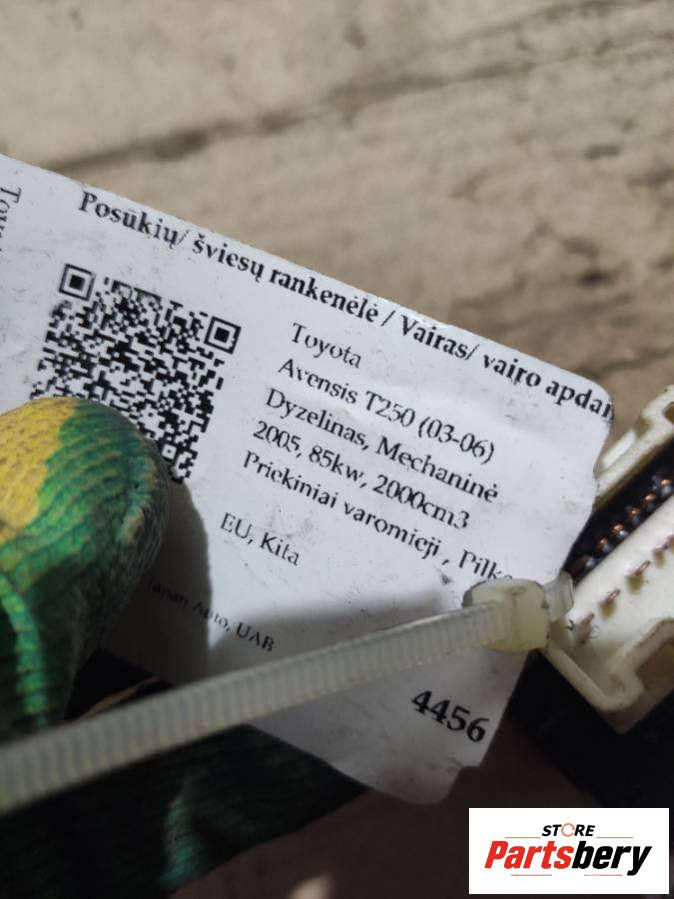 Posūkių/ šviesų rankenėlė / Vairas/ vairo apdai
Toyota
Avensis T250 (03-06)
Dyzelinas, Mechaninė
2005, 85kw, 2000cm3
Priekiniai varomieji , Pilk
EU, Kita
Japan Auto, UAB
4456
STORE
Partsbery